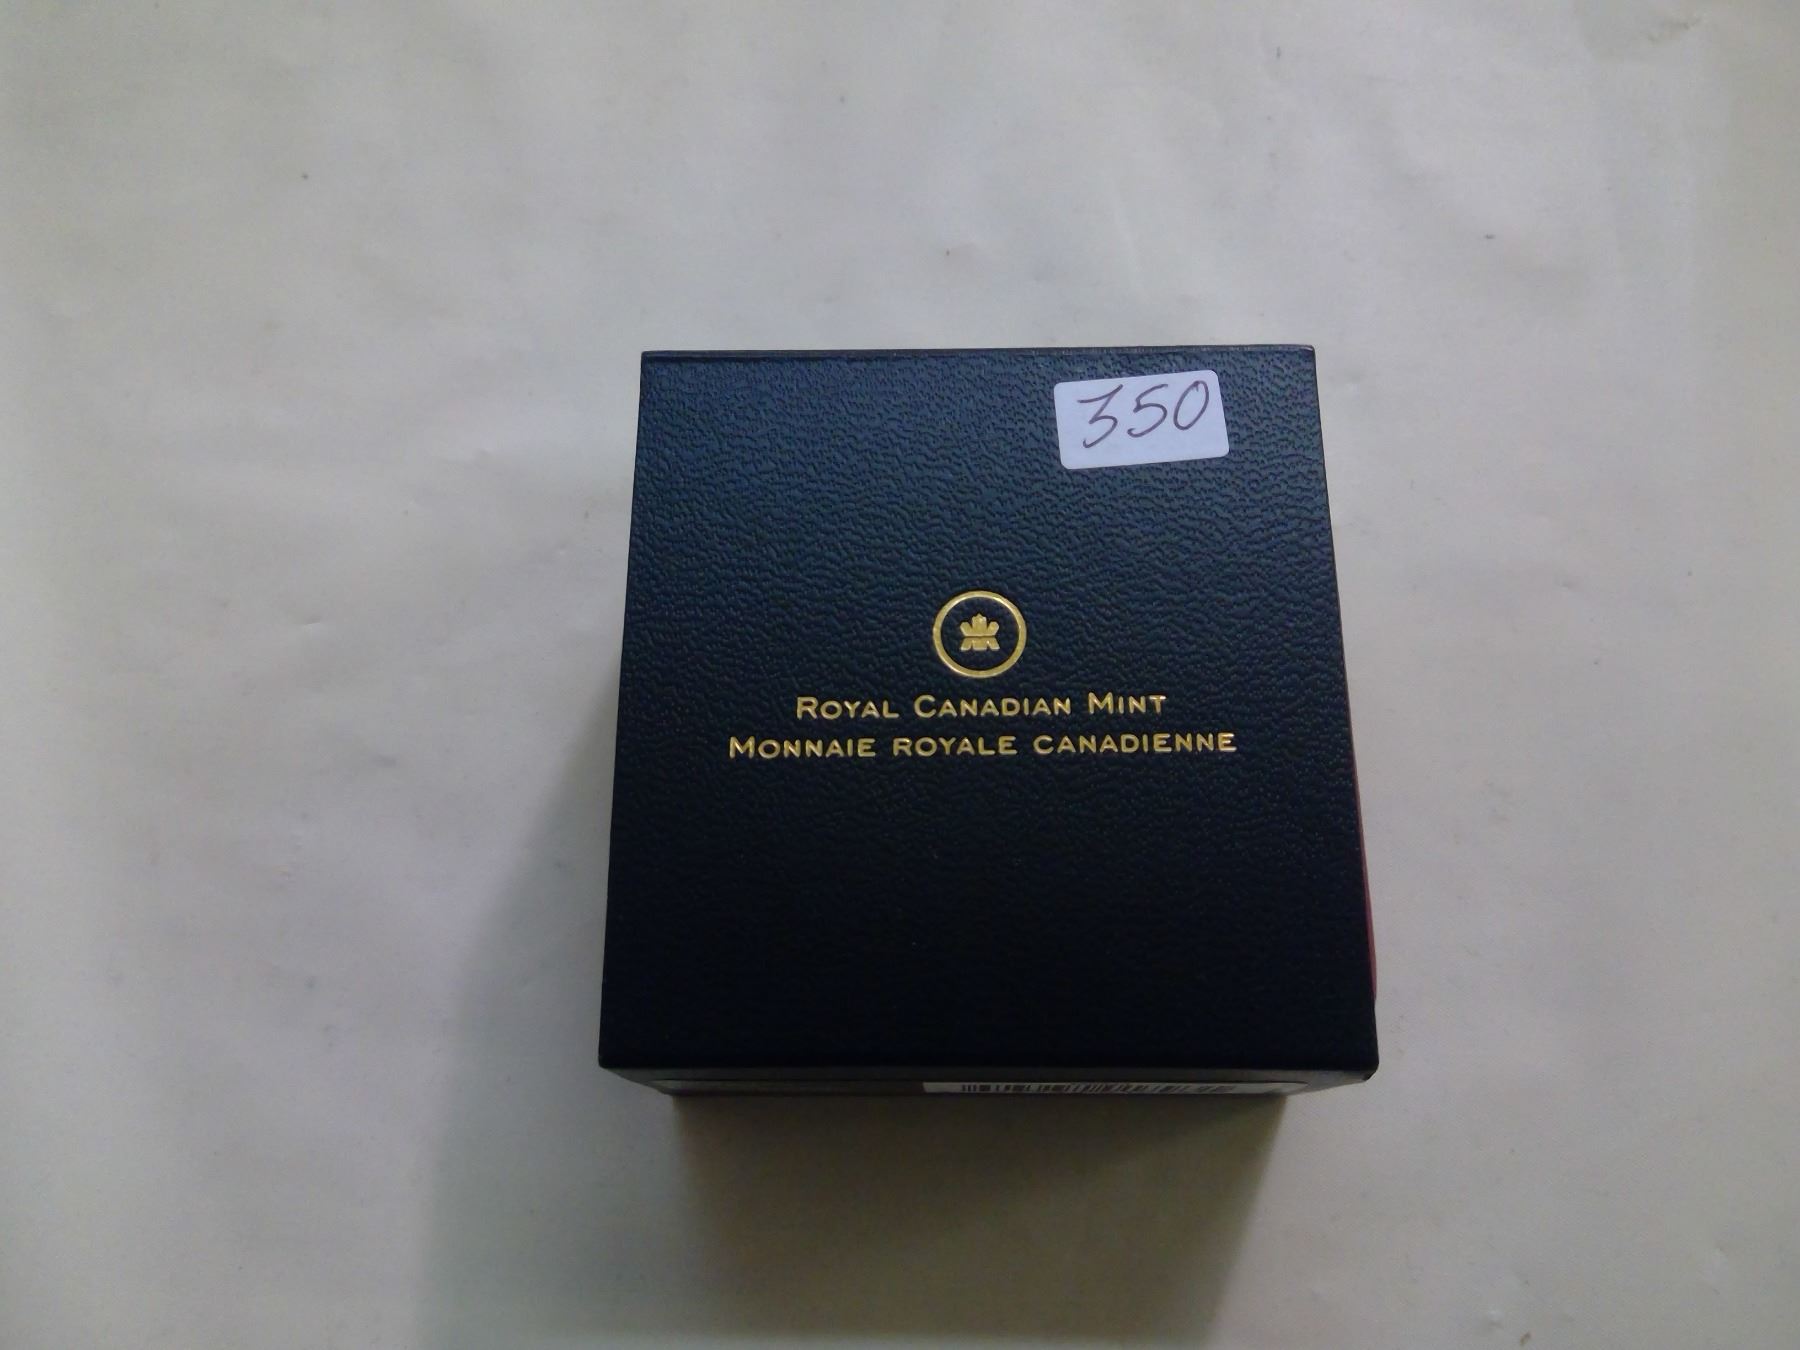 350
ROYAL CANADIAN MINT
MONNAIE ROYALE CANADIENNE